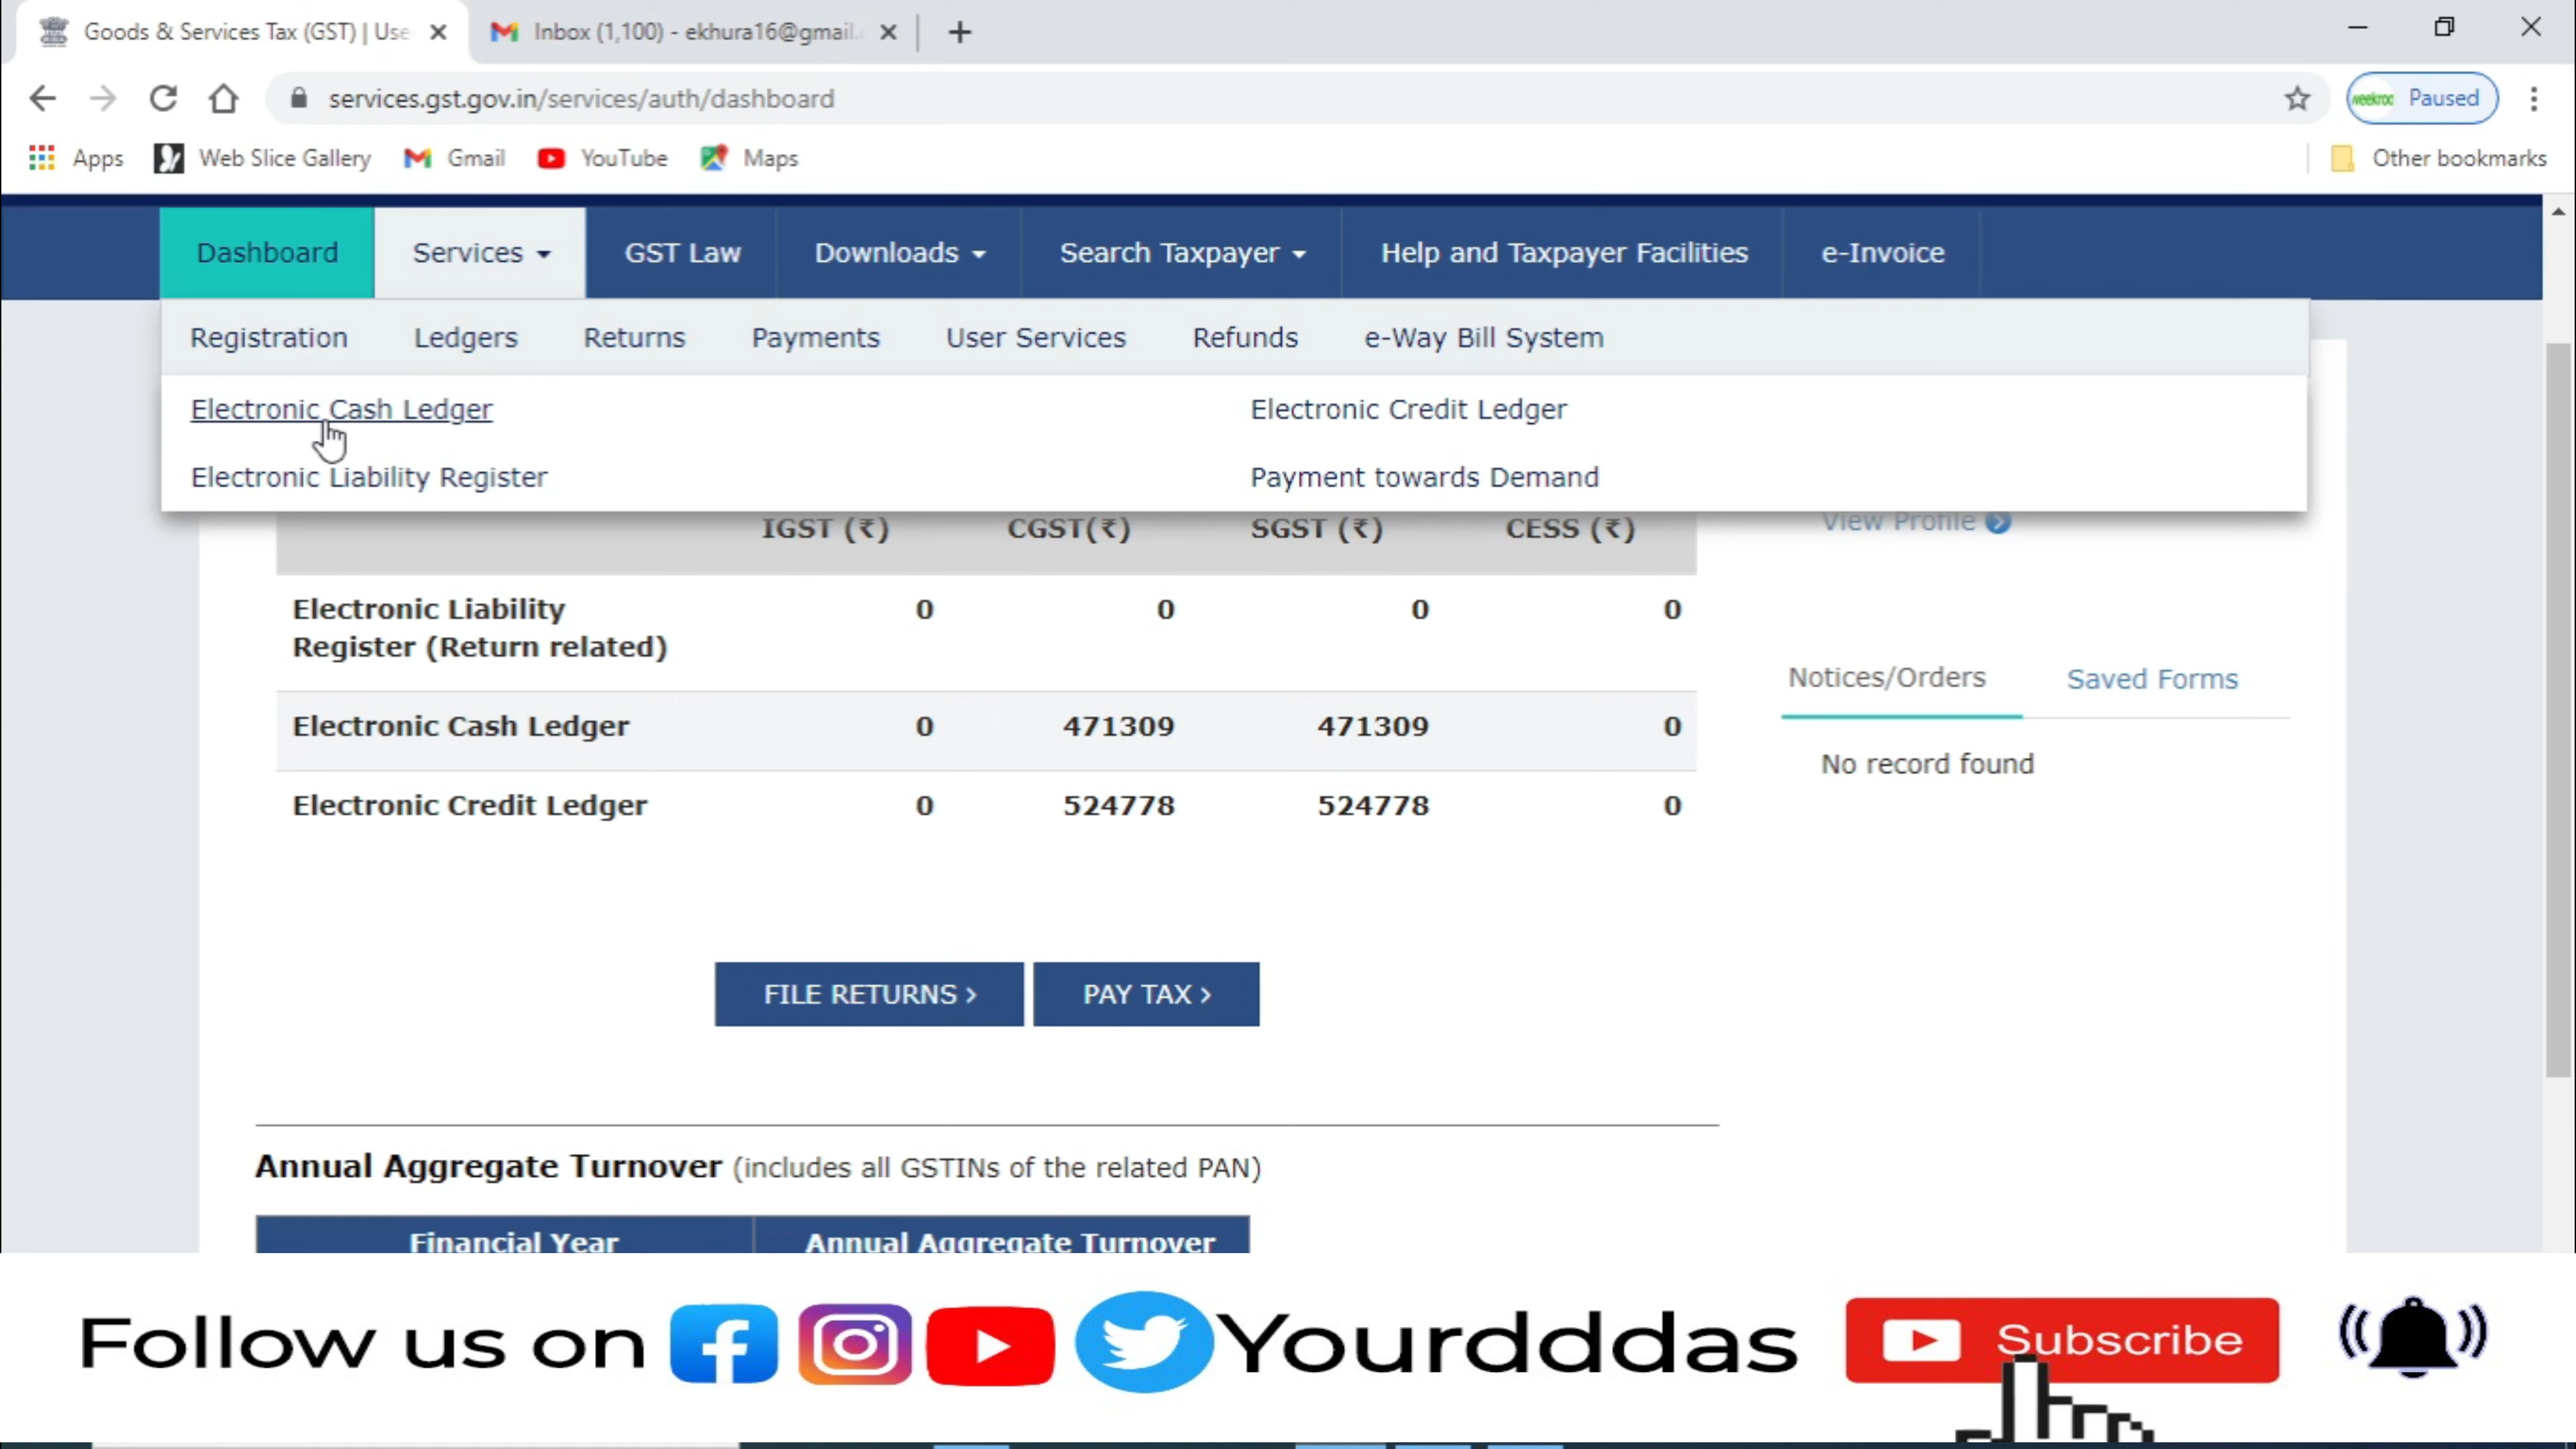 Goods & Services Tax (GST) | Use
Inbox (1,100) - ekhura16@gmail.
services.gst.gov.in/services/auth/dashboard
Paused
Apps Web Slice Gallery Gmail YouTube Maps Other bookmarks
Dashboard Services GST Law Downloads Search Taxpayer Help and Taxpayer Facilities e-Invoice
Registration Ledgers Returns Payments User Services Refunds e-Way Bill System
Electronic Cash Ledger Electronic Credit Ledger
Electronic Liability Register Payment towards Demand
IGST (₹) CGST(₹) SGST (₹) CESS (₹)
View Profile
Electronic Liability
Register (Return related) 0 0 0 0
Notices/Orders Saved Forms
Electronic Cash Ledger 0 471309 471309 0
No record found
Electronic Credit Ledger 0 524778 524778 0
FILE RETURNS > PAY TAX >
Annual Aggregate Turnover (includes all GSTINs of the related PAN)
Financial Year Annual Aggregate Turnover
Follow us on Yourdddas Subscribe